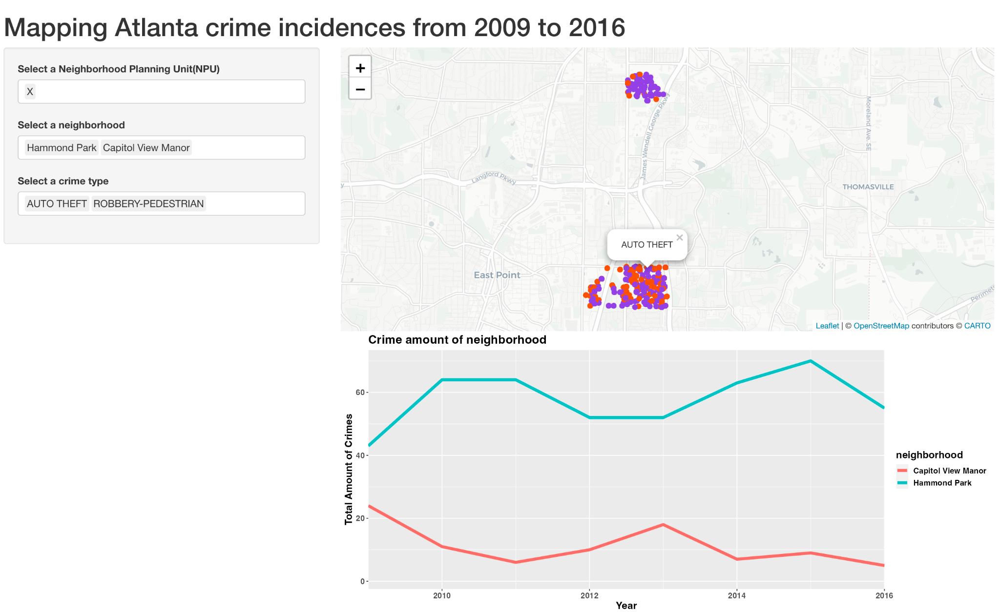 Mapping Atlanta crime incidences from 2009 to 2016
Select a Neighborhood Planning Unit(NPU)
X
Select a neighborhood
Hammond Park Capitol View Manor
Select a crime type
AUTO THEFT ROBBERY-PEDESTRIAN
+
−
James Wendell George Pkwy
Moreland Ave. SE
Langford Pkwy
y
THOMASVILLE
AUTO THEFT ×
East Point
Perimete
Leaflet | © OpenStreetMap contributors © CARTO
Crime amount of neighborhood
Total Amount of Crimes
60
40
20
0
2010 2012 2014 2016
Year
neighborhood
Capitol View Manor
Hammond Park